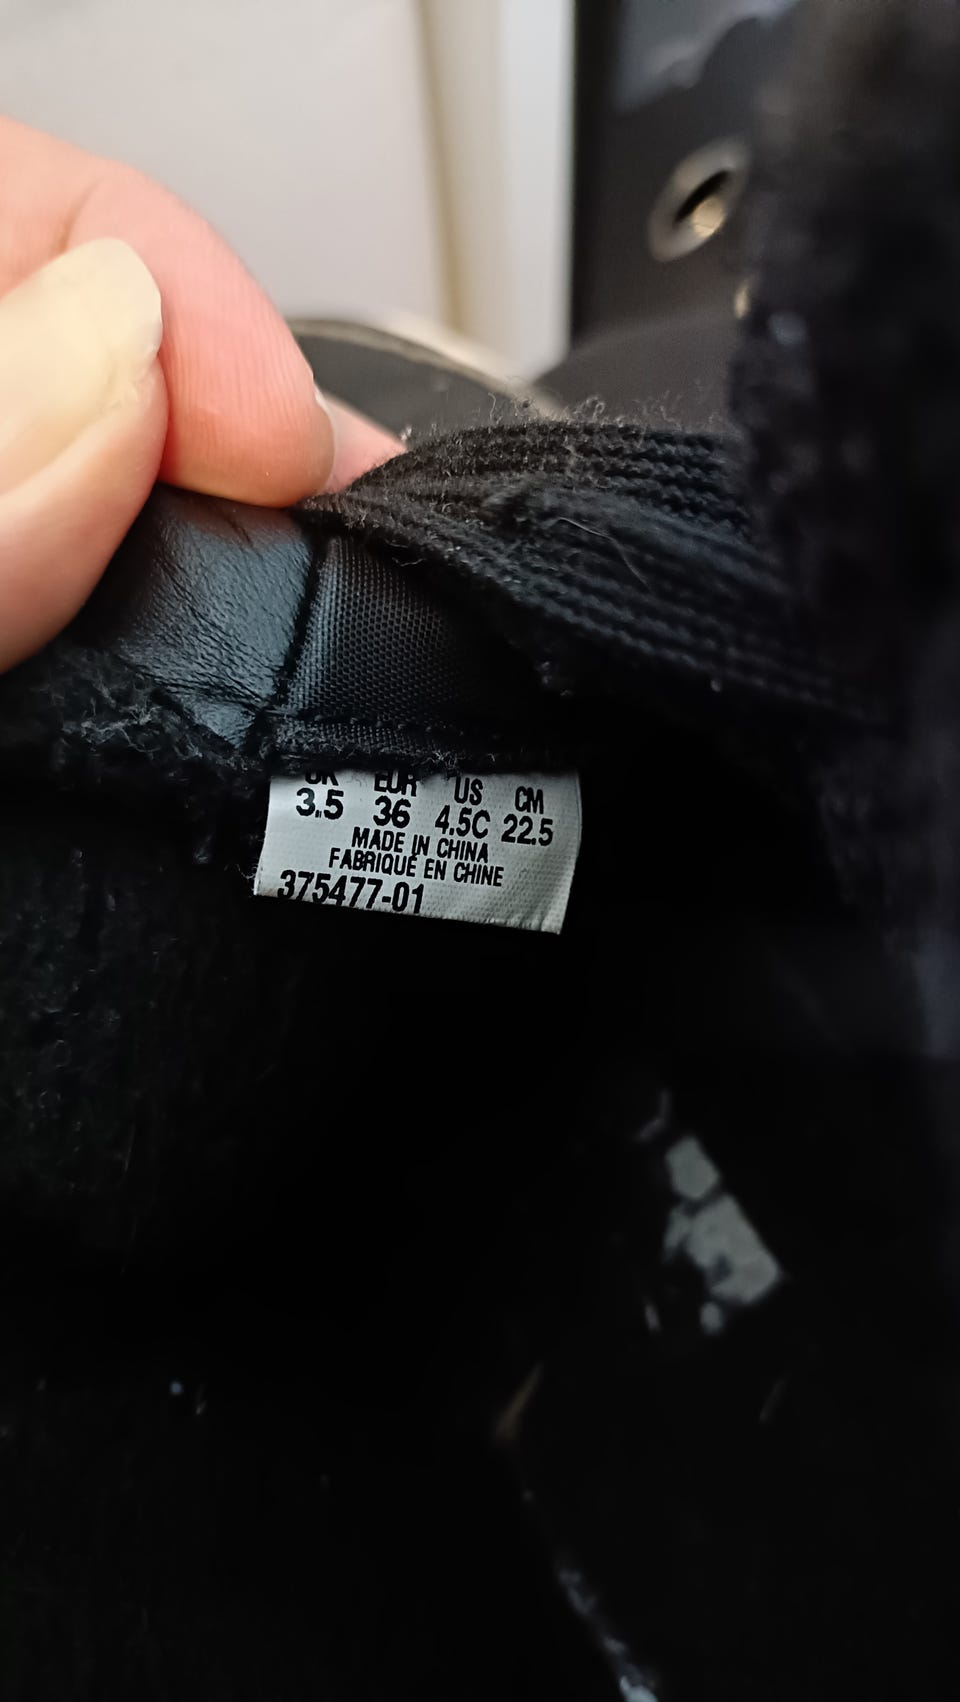 UK EUR US CM
3.5 36 4.5C 22.5
MADE IN CHINA
FABRIQUÉ EN CHINE
375477-01